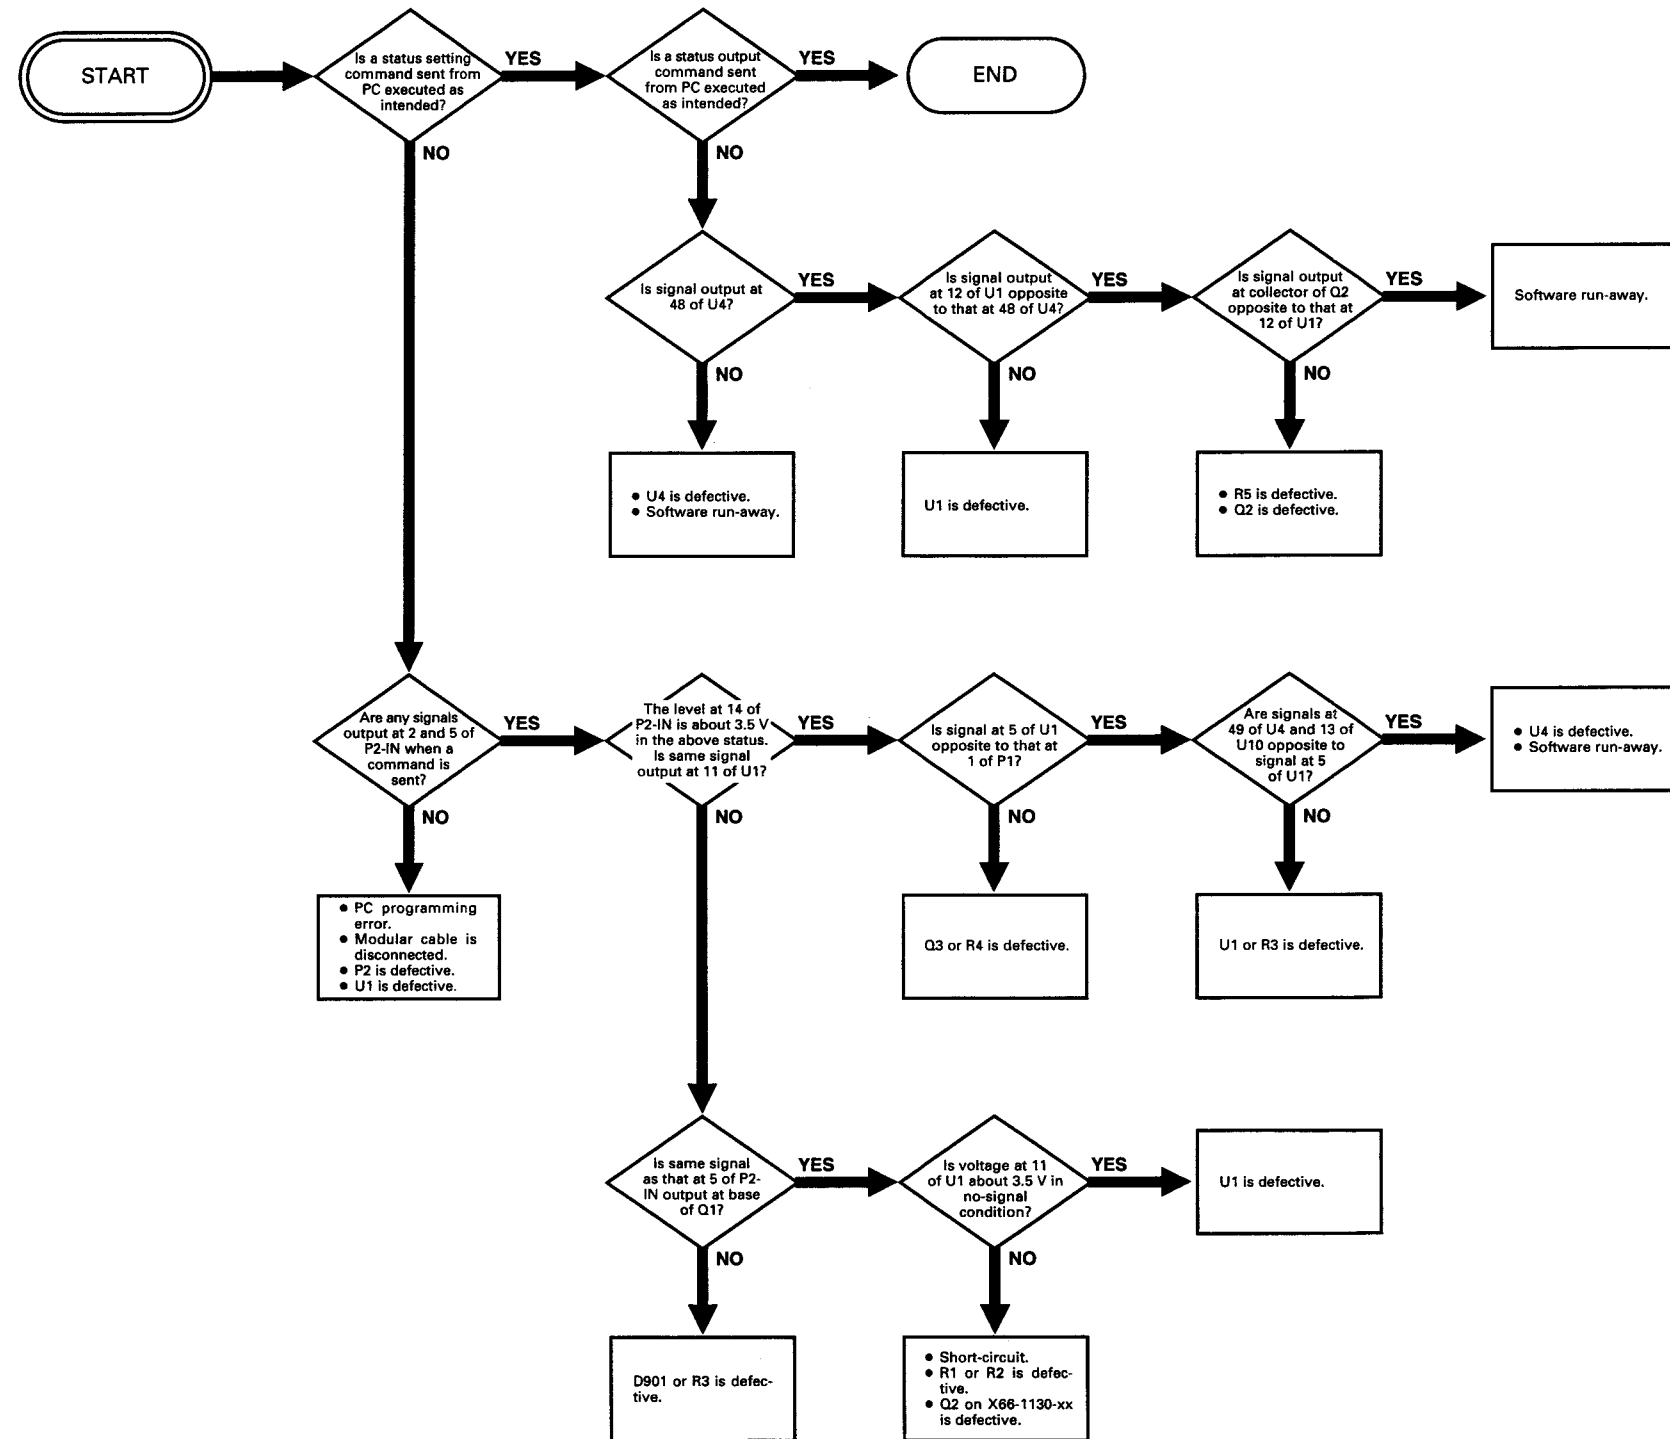 START
Is a status setting
command sent from
PC executed as
intended?
YES
Is a status output
command sent
from PC executed
as intended?
YES
END
NO
NO
Is signal output at
48 of U4?
YES
Is signal output
at 12 of U1 opposite
to that at 48 of U4?
YES
Is signal output
at collector of Q2
opposite to that at
12 of U1?
YES
Software run-away.
NO
NO
NO
● U4 is defective.
● Software run-away.
U1 is defective.
● R5 is defective.
● Q2 is defective.
Are any signals
output at 2 and 5 of
P2-IN when a
command is
sent?
YES
The level at 14 of
P2-IN is about 3.5 V
in the above status.
Is same signal
output at 11 of U1?
YES
Is signal at 5 of U1
opposite to that at
1 of P1?
YES
Are signals at
49 of U4 and 13 of
U10 opposite to
signal at 5
of U1?
YES
● U4 is defective.
● Software run-away.
NO
NO
NO
NO
● PC programming
error.
● Modular cable is
disconnected.
● P2 is defective.
● U1 is defective.
Q3 or R4 is defective.
U1 or R3 is defective.
Is same signal
as that at 5 of P2-
IN output at base
of Q1?
YES
Is voltage at 11
of U1 about 3.5 V in
no-signal
condition?
YES
U1 is defective.
NO
NO
D901 or R3 is defec-
tive.
● Short-circuit.
● R1 or R2 is defec-
tive.
● Q2 on X66-1130-xx
is defective.